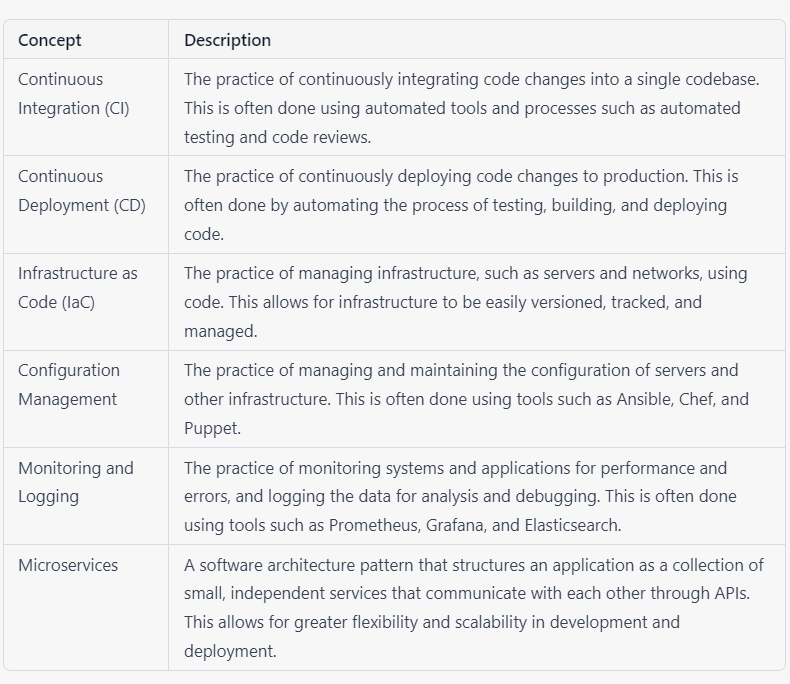 Concept
Description
Continuous
Integration (CI)
The practice of continuously integrating code changes into a single codebase.
This is often done using automated tools and processes such as automated
testing and code reviews.
Continuous
Deployment (CD)
The practice of continuously deploying code changes to production. This is
often done by automating the process of testing, building, and deploying
code.
Infrastructure as
Code (IaC)
The practice of managing infrastructure, such as servers and networks, using
code. This allows for infrastructure to be easily versioned, tracked, and
managed.
Configuration
Management
The practice of managing and maintaining the configuration of servers and
other infrastructure. This is often done using tools such as Ansible, Chef, and
Puppet.
Monitoring and
Logging
The practice of monitoring systems and applications for performance and
errors, and logging the data for analysis and debugging. This is often done
using tools such as Prometheus, Grafana, and Elasticsearch.
Microservices
A software architecture pattern that structures an application as a collection of
small, independent services that communicate with each other through APIs.
This allows for greater flexibility and scalability in development and
deployment.